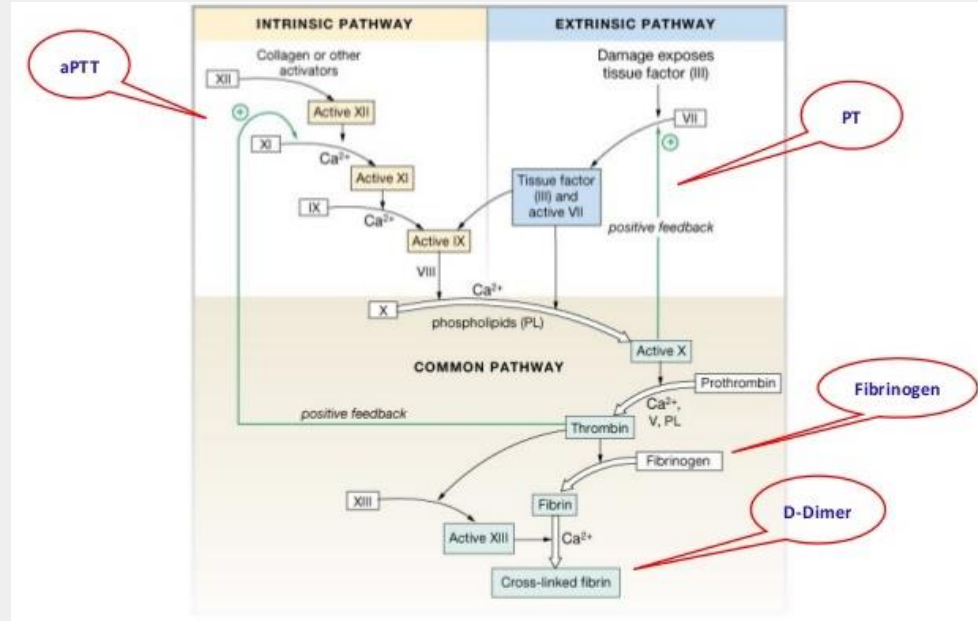 INTRINSIC PATHWAY
EXTRINSIC PATHWAY
aPTT
Collagen or other
activators
Damage exposes
tissue factor (III)
XII
Active XII
VII
PT
XI
Ca²⁺
Active XI
Tissue factor
(III) and
active VII
IX
Ca²⁺
positive feedback
Active IX
VIII
Ca²⁺
X
phospholipids (PL)
Active X
COMMON PATHWAY
Prothrombin
Fibrinogen
Ca²⁺,
V, PL
positive feedback
Thrombin
Fibrinogen
XIII
Fibrin
D-Dimer
Active XIII
Ca²⁺
Cross-linked fibrin